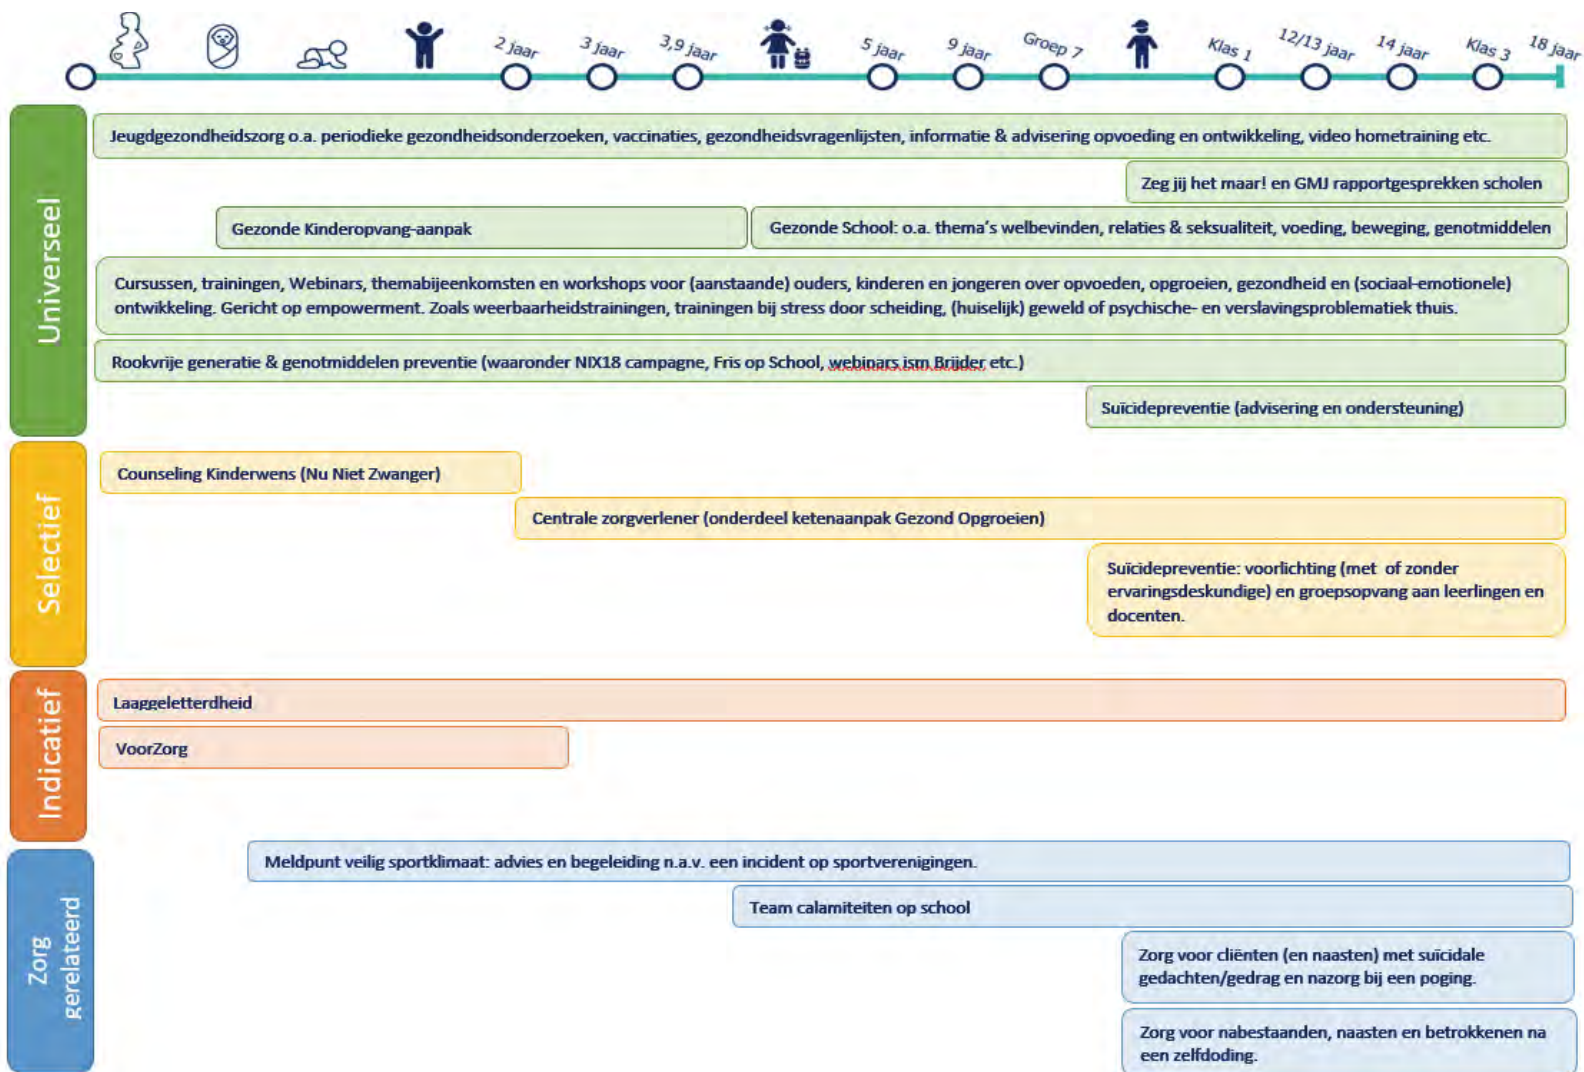 2 jaar
3 jaar
3,9 jaar
5 jaar
9 jaar
Groep 7
Klas 1
12/13 jaar
14 jaar
Klas 3
18 jaar
Universeel
Jeugdgezondheidszorg o.a. periodieke gezondheidsonderzoeken, vaccinaties, gezondheidsvragenlijsten, informatie & advisering opvoeding en ontwikkeling, video hometraining etc.
Zeg jij het maar! en GMJ rapportgesprekken scholen
Gezonde Kinderopvang-aanpak
Gezonde School: o.a. thema's welbevinden, relaties & seksualiteit, voeding, beweging, genotmiddelen
Cursussen, trainingen, Webinars, themabijeenkomsten en workshops voor (aanstaande) ouders, kinderen en jongeren over opvoeden, opgroeien, gezondheid en (sociaal-emotionele)
ontwikkeling. Gericht op empowerment. Zoals weerbaarheidstrainingen, trainingen bij stress door scheiding, (huiselijk) geweld of psychische- en verslavingsproblematiek thuis.
Rookvrije generatie & genotmiddelen preventie (waaronder NIX18 campagne, Fris op School, webinars ism Brijder etc.)
Suïcidepreventie (advisering en ondersteuning)
Selectief
Counseling Kinderwens (Nu Niet Zwanger)
Centrale zorgverlener (onderdeel ketenaanpak Gezond Opgroeien)
Suïcidepreventie: voorlichting (met of zonder
ervaringsdeskundige) en groepsopvang aan leerlingen en
docenten.
Indicatief
Laaggeletterdheid
VoorZorg
Zorg
gerelateerd
Meldpunt veilig sportklimaat: advies en begeleiding n.a.v. een incident op sportverenigingen.
Team calamiteiten op school
Zorg voor cliënten (en naasten) met suïcidale
gedachten/gedrag en nazorg bij een poging.
Zorg voor nabestaanden, naasten en betrokkenen na
een zelfdoding.